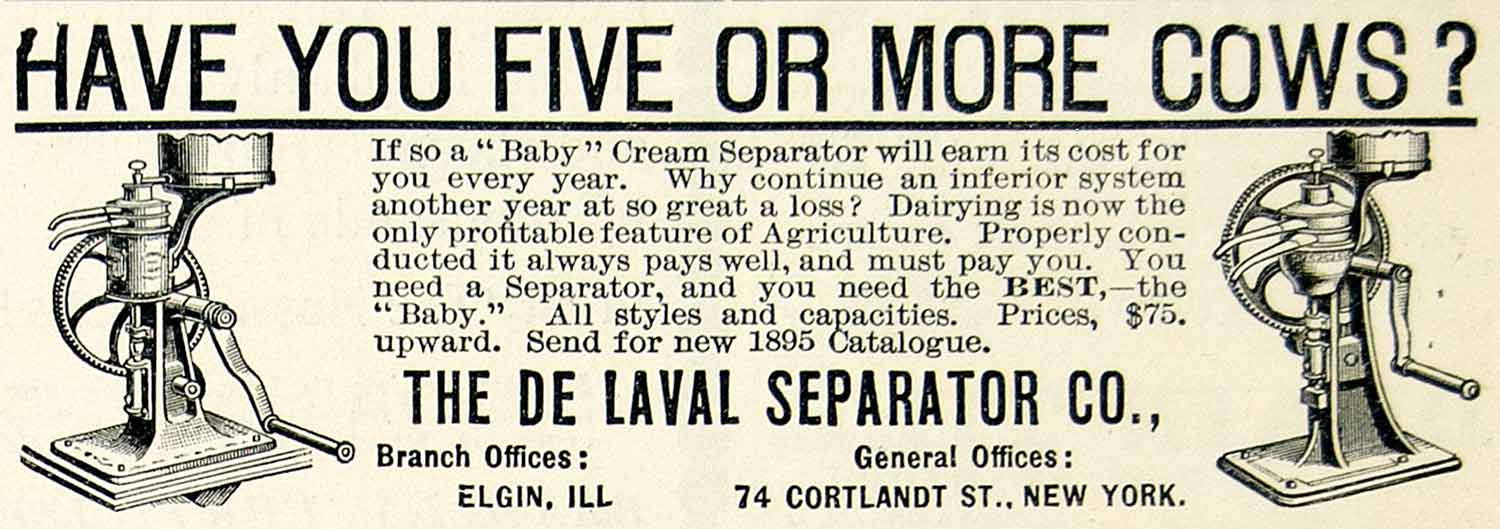 HAVE YOU FIVE OR MORE COWS?
If so a "Baby" Cream Separator will earn its cost for
you every year. Why continue an inferior system
another year at so great a loss? Dairying is now the
only profitable feature of Agriculture. Properly con-
ducted it always pays well, and must pay you. You
need a Separator, and you need the BEST,—the
"Baby." All styles and capacities. Prices, $75.
upward. Send for new 1895 Catalogue.
THE DE LAVAL SEPARATOR CO.,
Branch Offices:
ELGIN, ILL
General Offices:
74 CORTLANDT ST., NEW YORK.